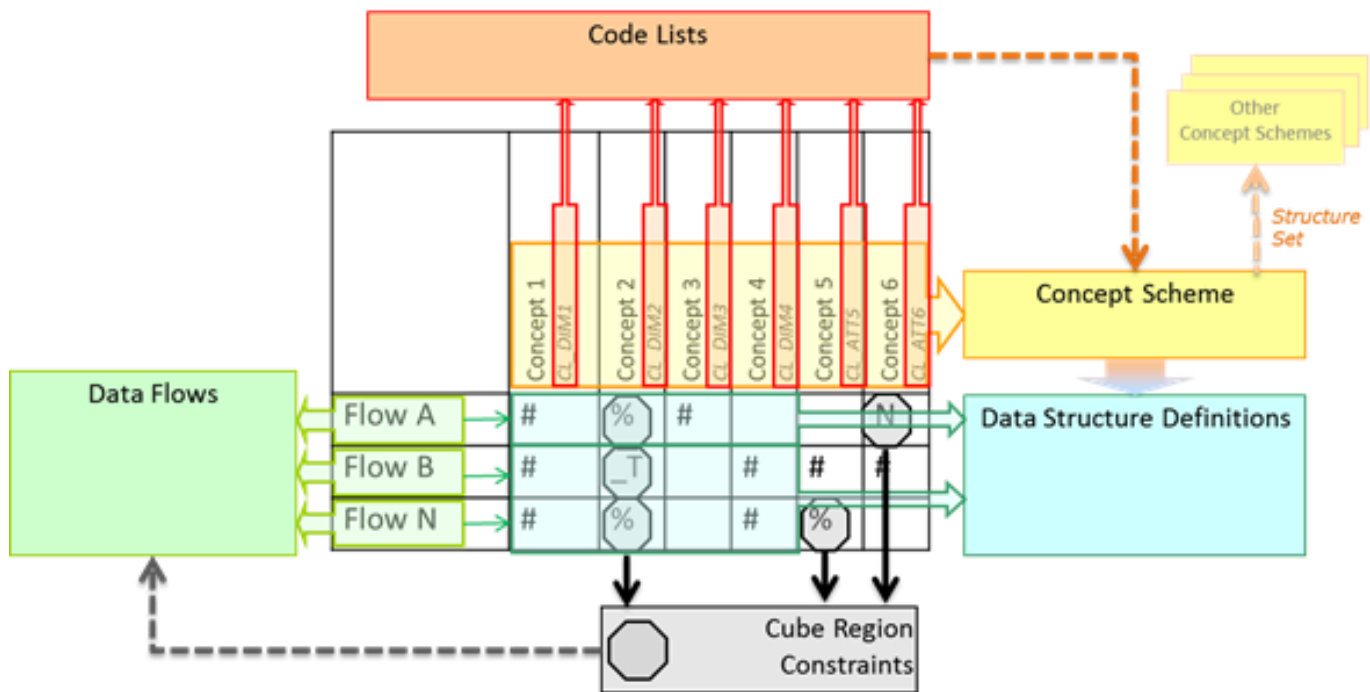 Code Lists
Other
Concept Schemes
Structure
Set
Concept 1
CL_DIM1
Concept 2
CL_DIM2
Concept 3
CL_DIM3
Concept 4
CL_DIM4
Concept 5
CL_ATT5
Concept 6
CL_ATT6
Concept Scheme
Data Flows
Flow A # % # N
Data Structure Definitions
Flow B # _T # # #
Flow N # % # %
Cube Region
Constraints